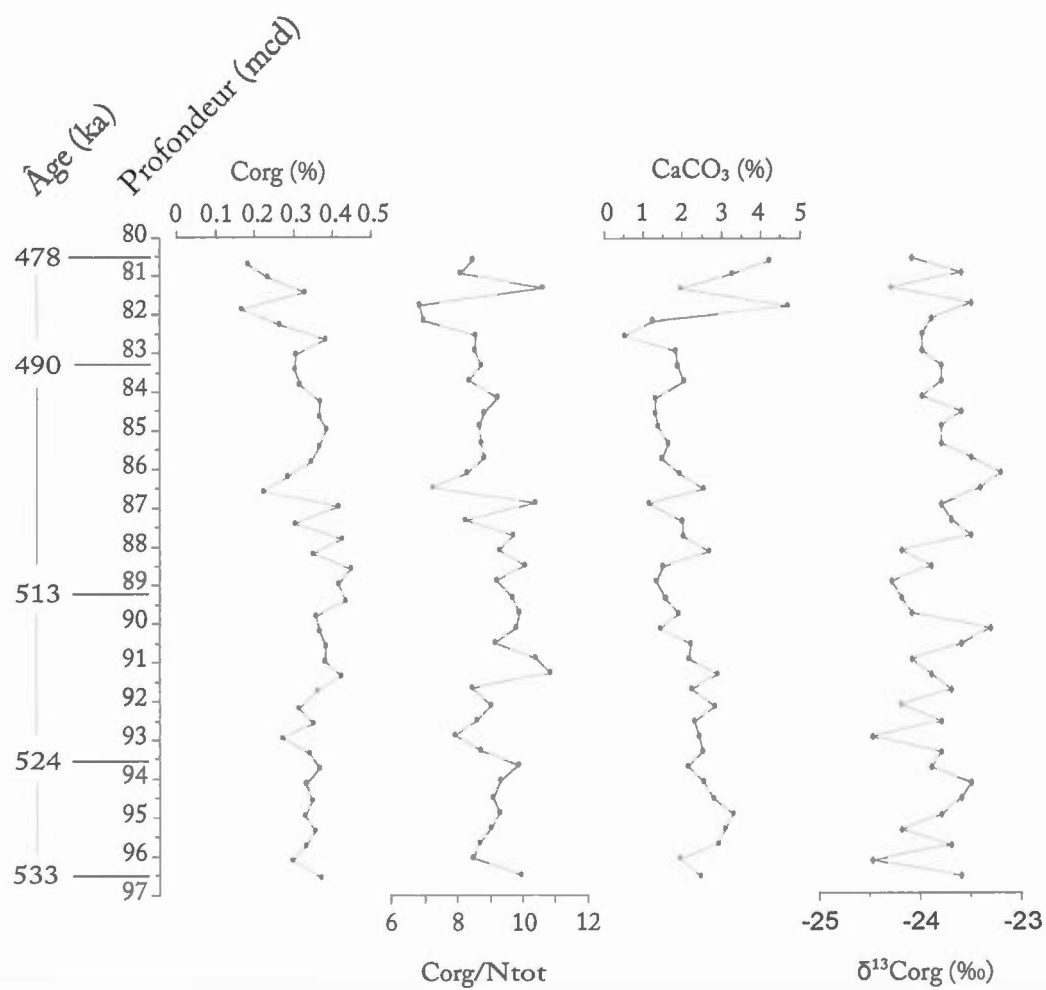 Âge (ka)
Profondeur (mcd)
Corg (%)
CaCO₃ (%)
0 0.1 0.2 0.3 0.4 0.5
0 1 2 3 4 5
80
478
81
82
83
490
84
85
86
87
88
89
513
90
91
92
93
524
94
95
96
533
97
6 8 10 12
-25 -24 -23
Corg/Ntot
δ¹³Corg (‰)